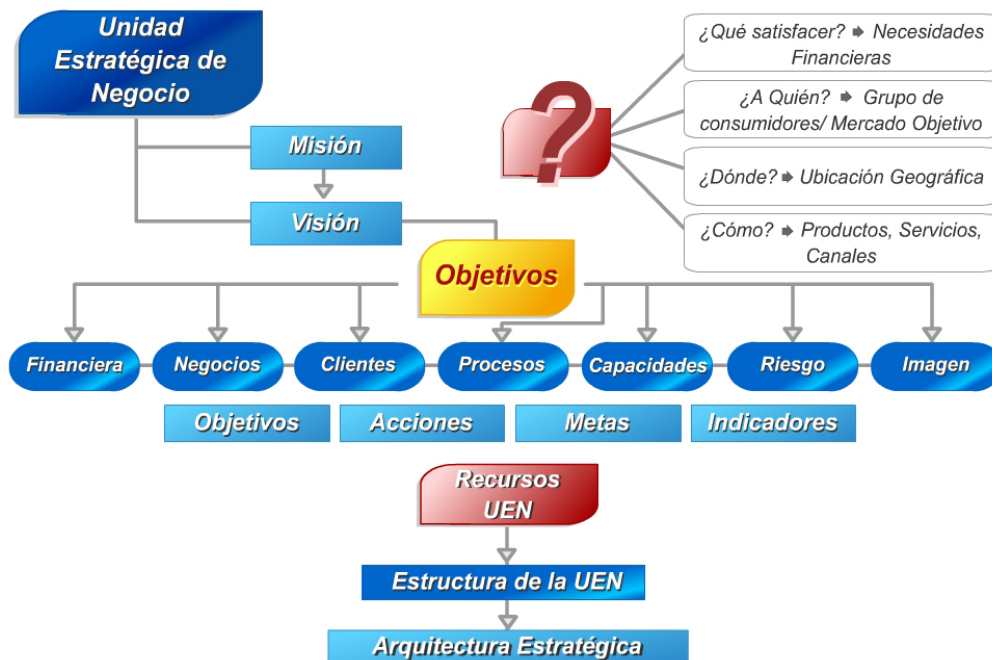 Unidad
Estratégica de
Negocio
Misión
Visión
?
¿Qué satisfacer? ➡ Necesidades
Financieras
¿A Quién? ➡ Grupo de
consumidores/ Mercado Objetivo
¿Dónde? ➡ Ubicación Geográfica
¿Cómo? ➡ Productos, Servicios,
Canales
Objetivos
Financiera
Negocios
Clientes
Procesos
Capacidades
Riesgo
Imagen
Objetivos
Acciones
Metas
Indicadores
Recursos
UEN
Estructura de la UEN
Arquitectura Estratégica